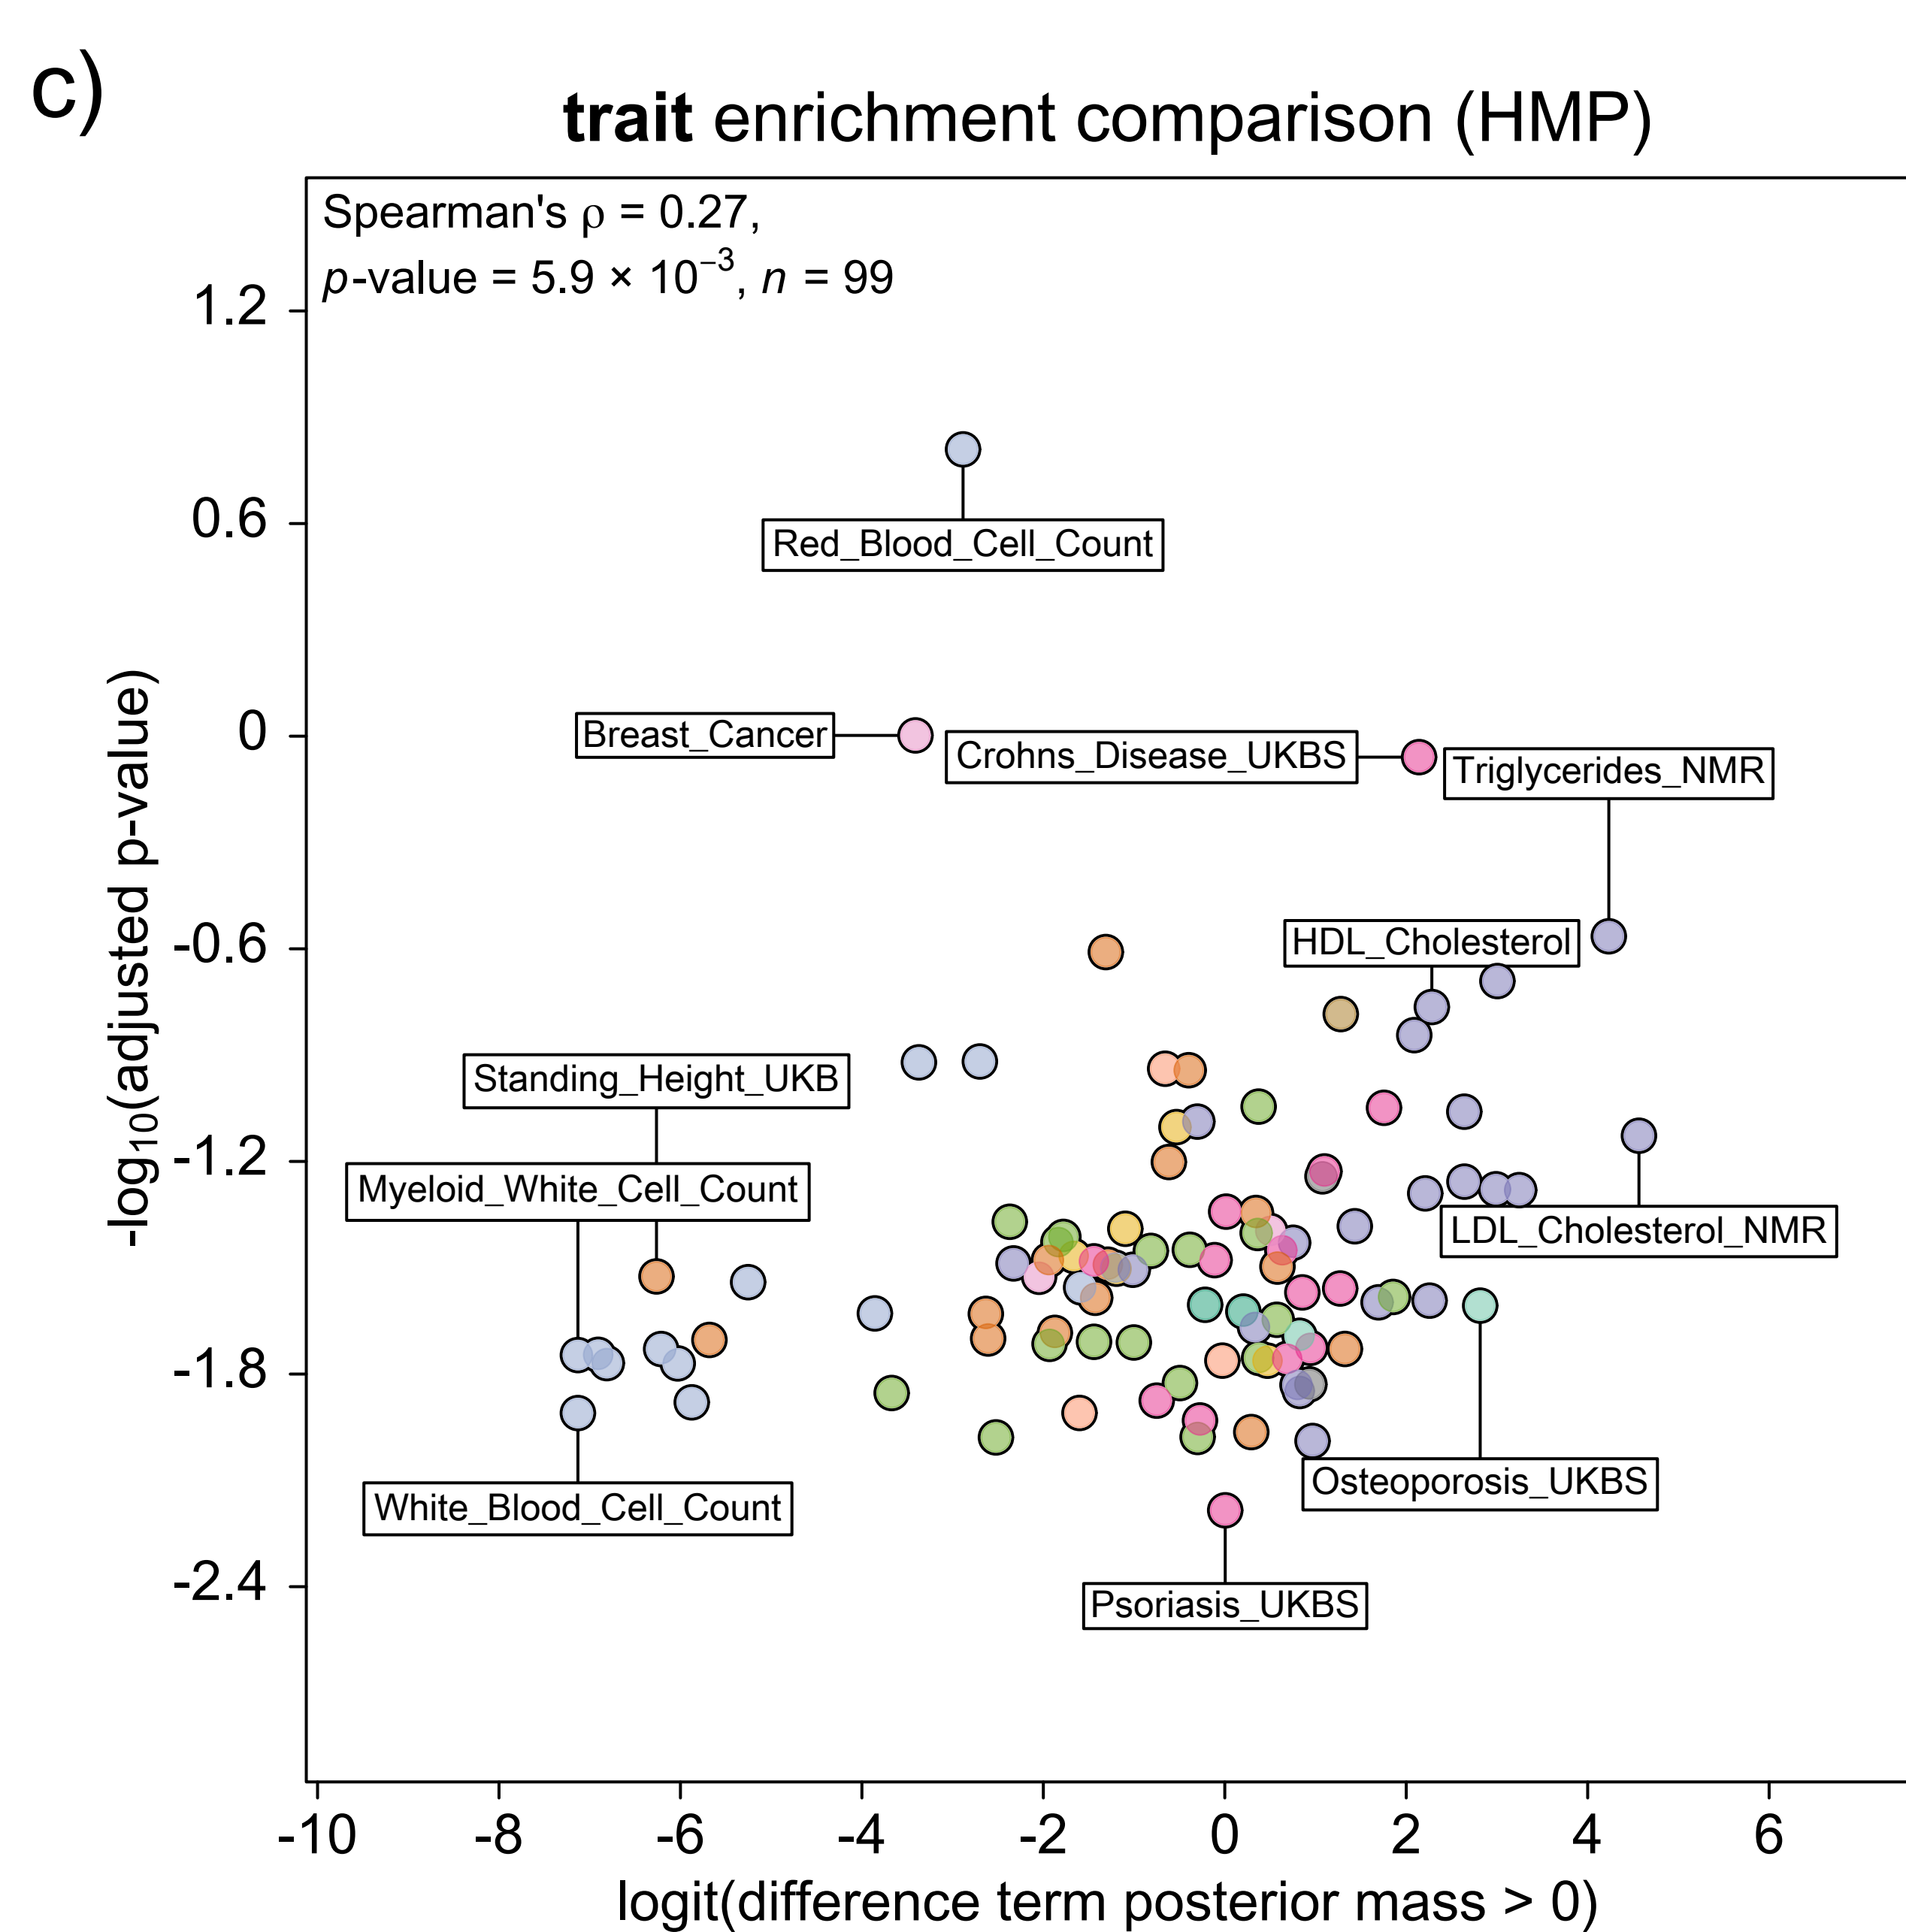 c)
trait enrichment comparison (HMP)
Spearman's ρ = 0.27,
p-value = 5.9 × 10⁻³, n = 99
1.2
0.6
0
-0.6
-1.2
-1.8
-2.4
-log₁₀(adjusted p-value)
Red_Blood_Cell_Count
Breast_Cancer
Crohns_Disease_UKBS
Triglycerides_NMR
HDL_Cholesterol
Standing_Height_UKB
Myeloid_White_Cell_Count
LDL_Cholesterol_NMR
White_Blood_Cell_Count
Osteoporosis_UKBS
Psoriasis_UKBS
-10 -8 -6 -4 -2 0 2 4 6
logit(difference term posterior mass > 0)